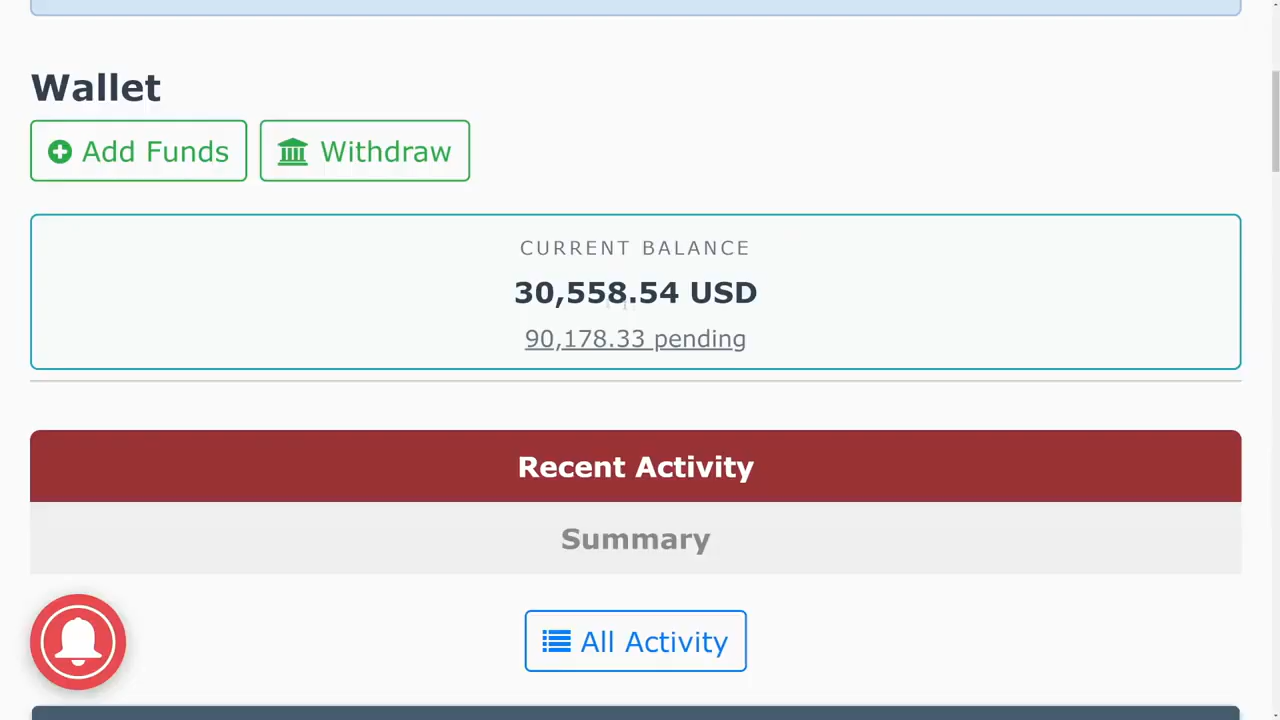 Wallet
Add Funds
Withdraw
CURRENT BALANCE
30,558.54 USD
90,178.33 pending
Recent Activity
Summary
All Activity